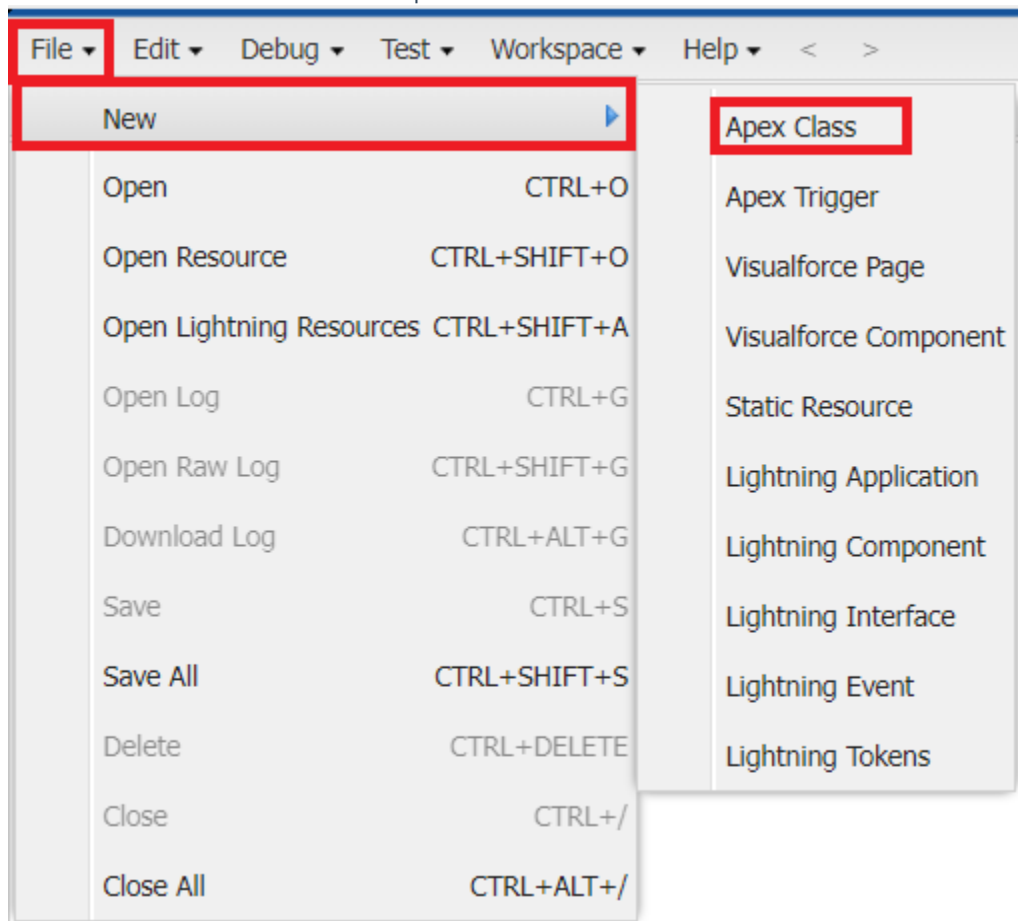 File Edit Debug Test Workspace Help < >
New
Open CTRL+O
Open Resource CTRL+SHIFT+O
Open Lightning Resources CTRL+SHIFT+A
Open Log CTRL+G
Open Raw Log CTRL+SHIFT+G
Download Log CTRL+ALT+G
Save CTRL+S
Save All CTRL+SHIFT+S
Delete CTRL+DELETE
Close CTRL+/
Close All CTRL+ALT+/
Apex Class
Apex Trigger
Visualforce Page
Visualforce Component
Static Resource
Lightning Application
Lightning Component
Lightning Interface
Lightning Event
Lightning Tokens